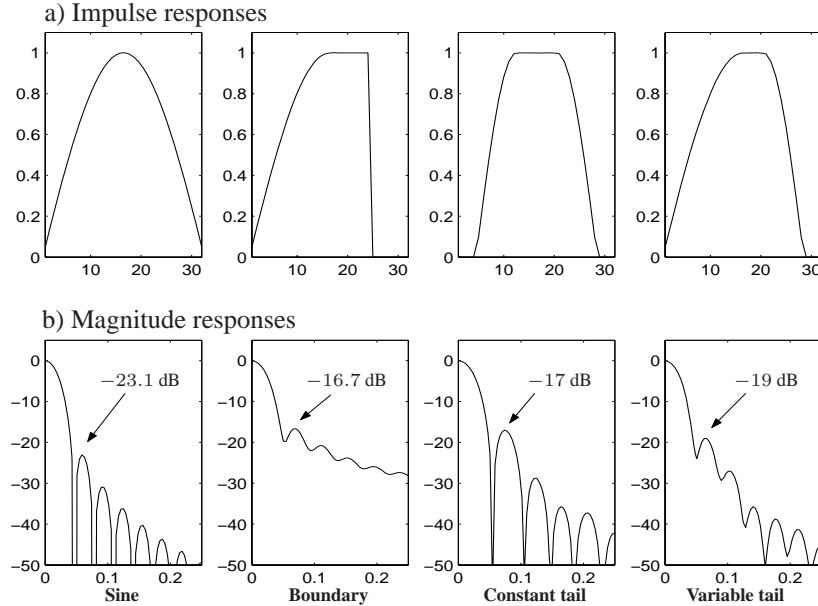 a) Impulse responses
1 1 1 1
0.8 0.8 0.8 0.8
0.6 0.6 0.6 0.6
0.4 0.4 0.4 0.4
0.2 0.2 0.2 0.2
0 0 0 0
10 20 30 10 20 30 10 20 30 10 20 30
b) Magnitude responses
0 0 0 0
−23.1 dB −16.7 dB −17 dB −19 dB
−10 −10 −10 −10
−20 −20 −20 −20
−30 −30 −30 −30
−40 −40 −40 −40
−50 −50 −50 −50
0 0.1 0.2 0 0.1 0.2 0 0.1 0.2 0 0.1 0.2
Sine Boundary Constant tail Variable tail